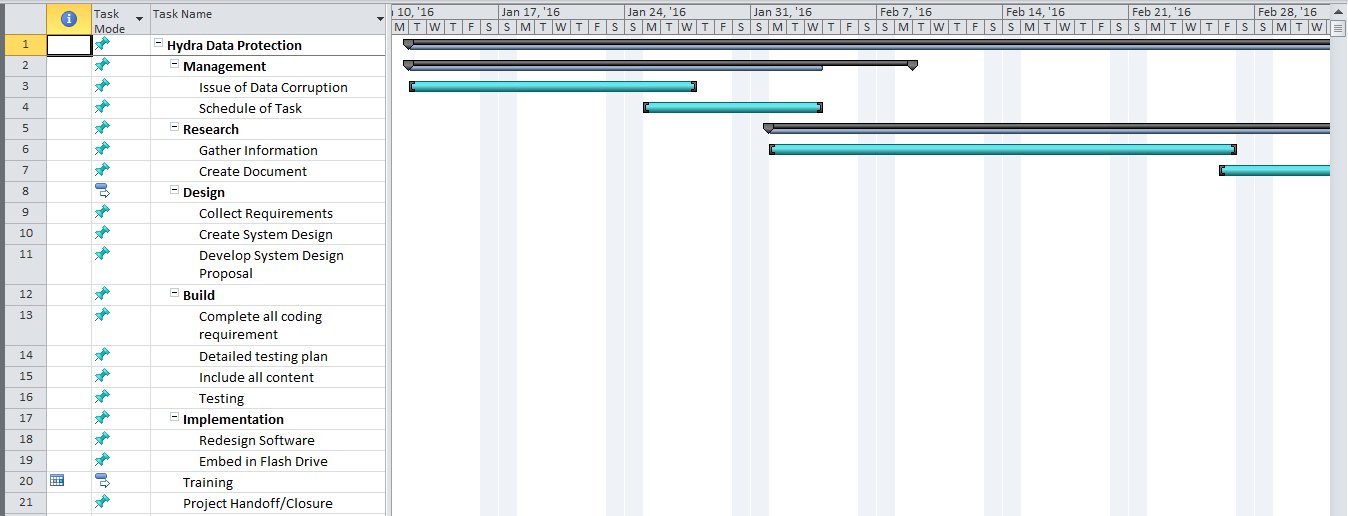 Task Mode
Task Name
10, '16 Jan 17, '16 Jan 24, '16 Jan 31, '16 Feb 7, '16 Feb 14, '16 Feb 21, '16 Feb 28, '16
M T W T F S S M T W T F S S M T W T F S S M T W T F S S M T W T F S S M T W T F S S M T W T F S S M T W
1 Hydra Data Protection
2 Management
3 Issue of Data Corruption
4 Schedule of Task
5 Research
6 Gather Information
7 Create Document
8 Design
9 Collect Requirements
10 Create System Design
11 Develop System Design
Proposal
12 Build
13 Complete all coding
requirement
14 Detailed testing plan
15 Include all content
16 Testing
17 Implementation
18 Redesign Software
19 Embed in Flash Drive
20 Training
21 Project Handoff/Closure